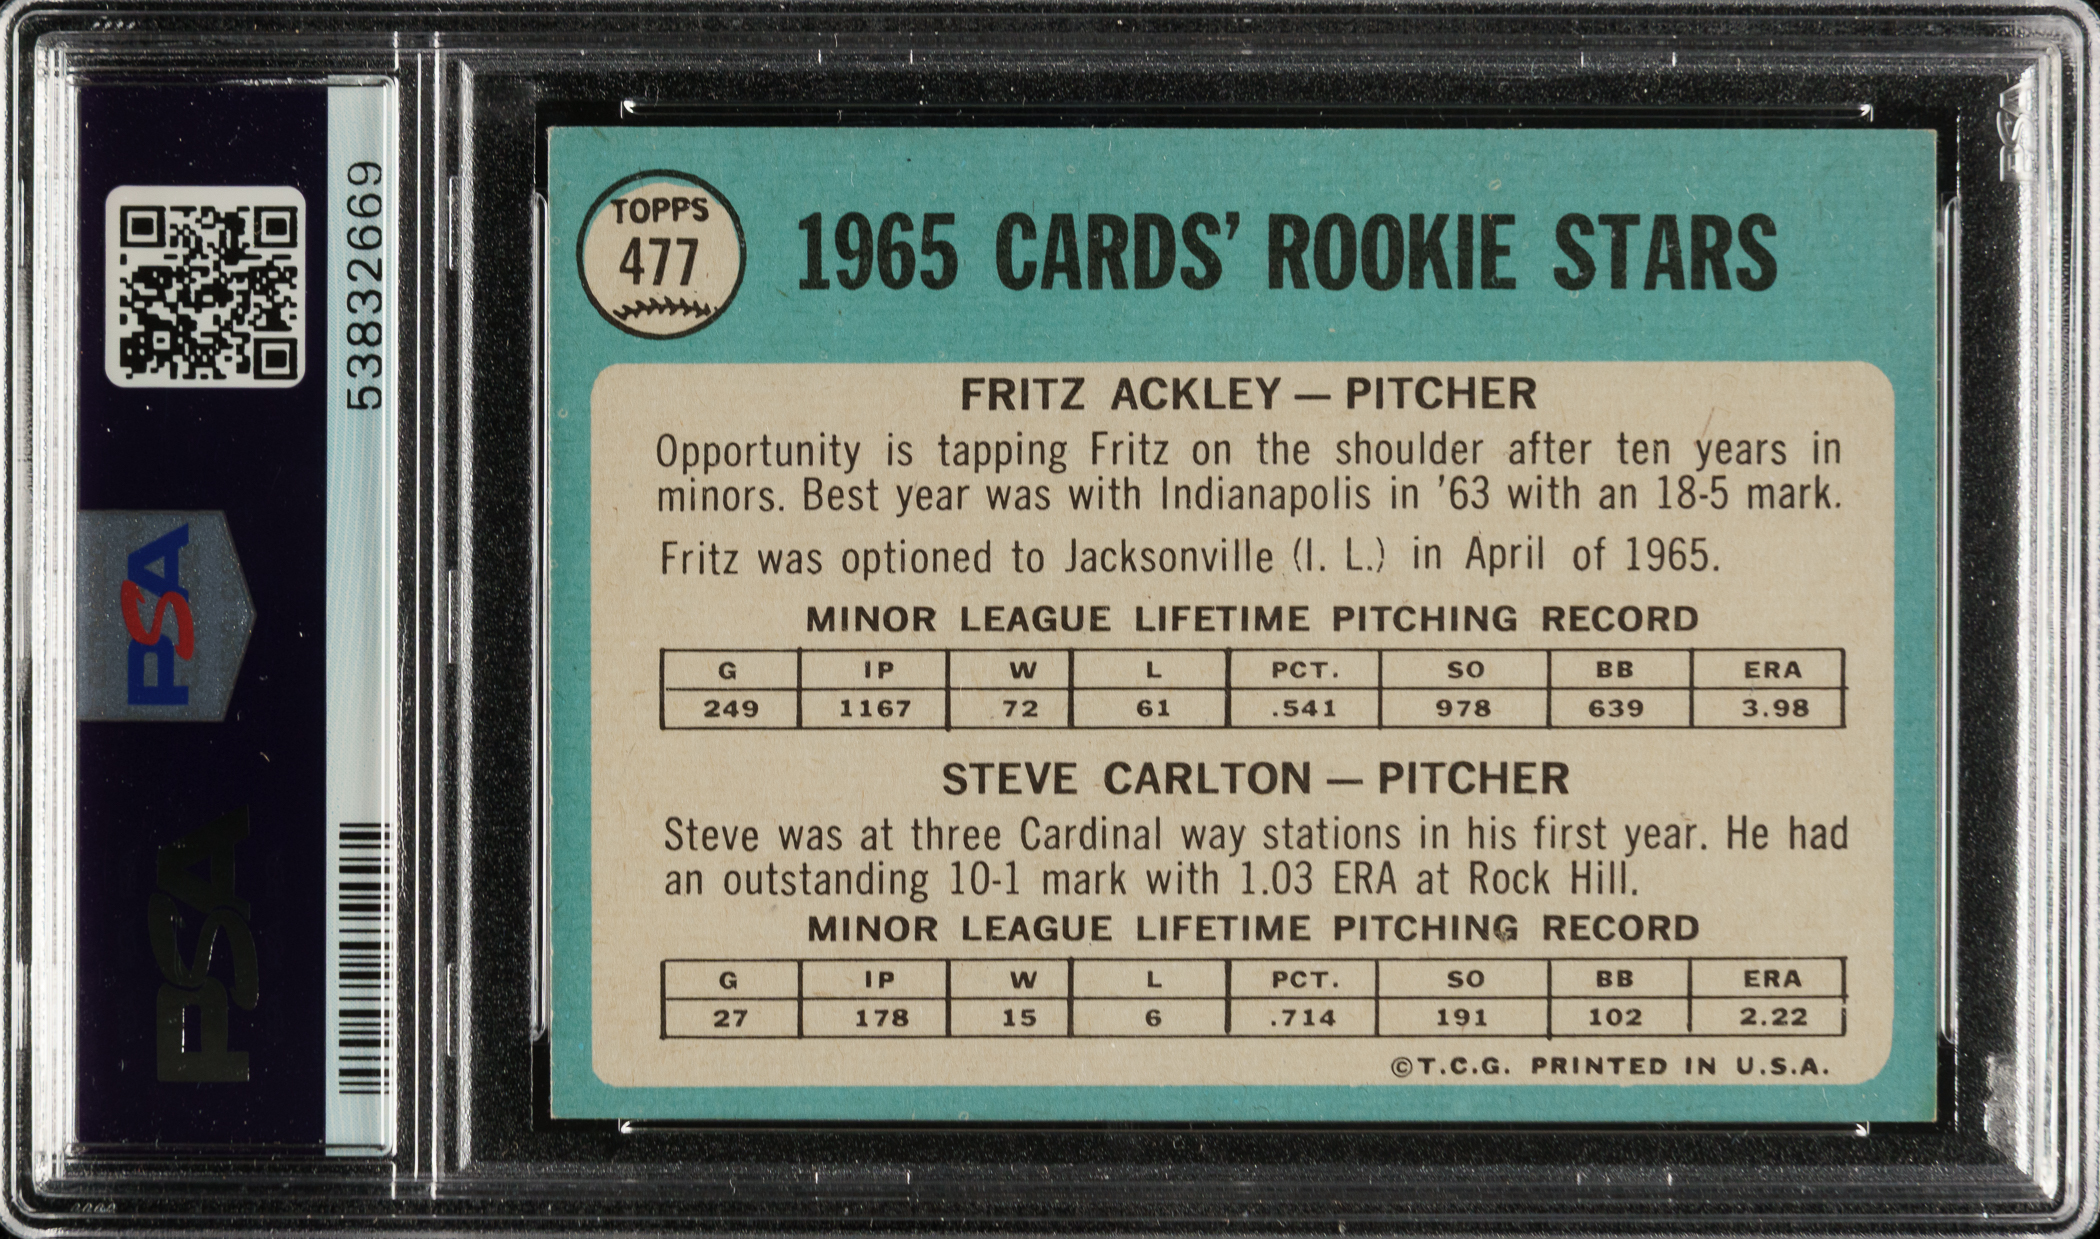 53832669
PSA
PSA
PSA
TOPPS
477
1965 CARDS' ROOKIE STARS
FRITZ ACKLEY — PITCHER
Opportunity is tapping Fritz on the shoulder after ten years in
minors. Best year was with Indianapolis in '63 with an 18-5 mark.
Fritz was optioned to Jacksonville (I. L.) in April of 1965.
MINOR LEAGUE LIFETIME PITCHING RECORD
G IP W L PCT. SO BB ERA
249 1167 72 61 .541 978 639 3.98
STEVE CARLTON — PITCHER
Steve was at three Cardinal way stations in his first year. He had
an outstanding 10-1 mark with 1.03 ERA at Rock Hill.
MINOR LEAGUE LIFETIME PITCHING RECORD
G IP W L PCT. SO BB ERA
27 178 15 6 .714 191 102 2.22
©T.C.G. PRINTED IN U.S.A.